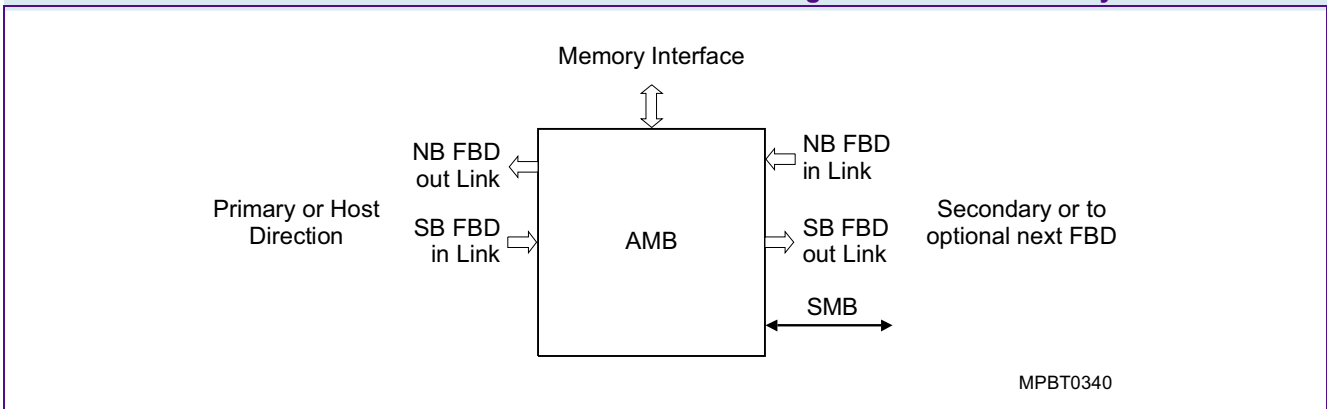 Memory Interface
NB FBD
out Link
NB FBD
in Link
Primary or Host
Direction
SB FBD
in Link
AMB
SB FBD
out Link
Secondary or to
optional next FBD
SMB
MPBT0340